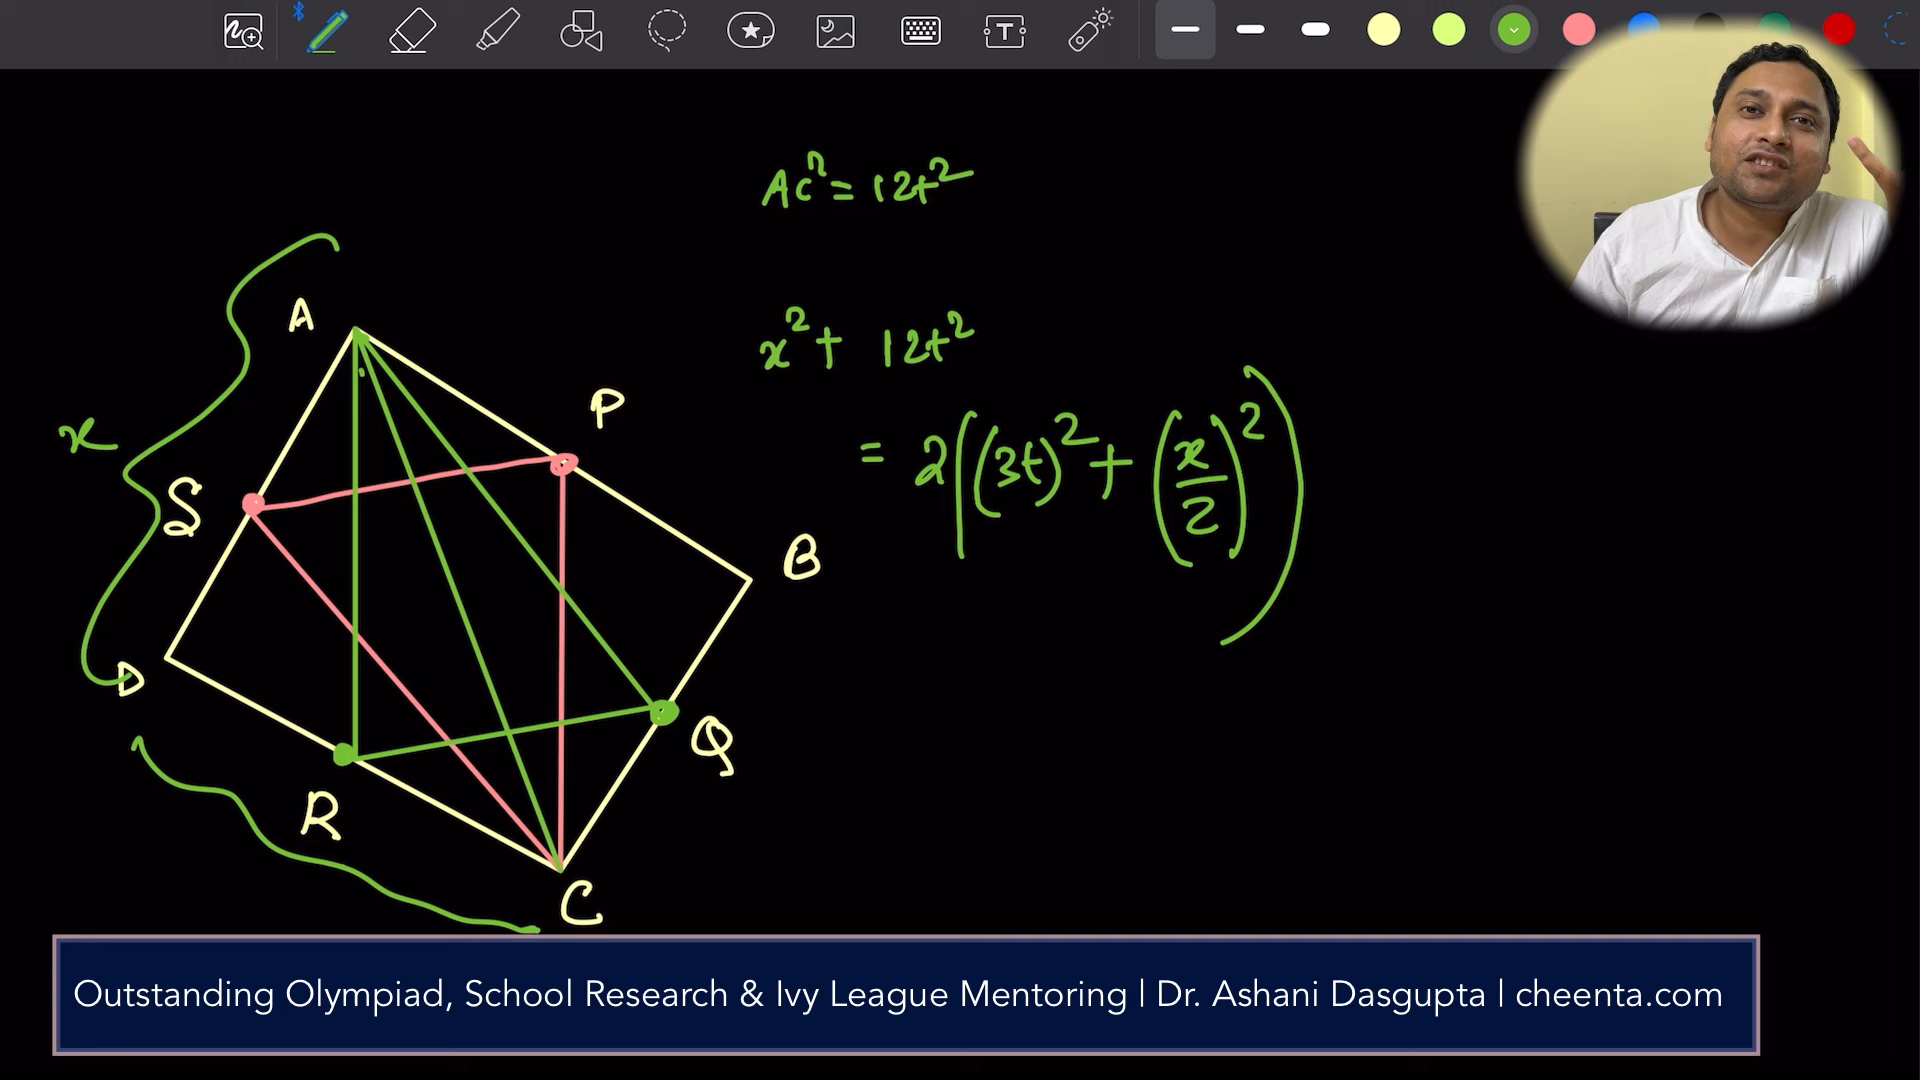 AC² = 12t²
x² + 12t²
= 2((3t)² + (x/2)²)
A
P
x
S
B
D
Q
R
C
T
Outstanding Olympiad, School Research & Ivy League Mentoring | Dr. Ashani Dasgupta | cheenta.com